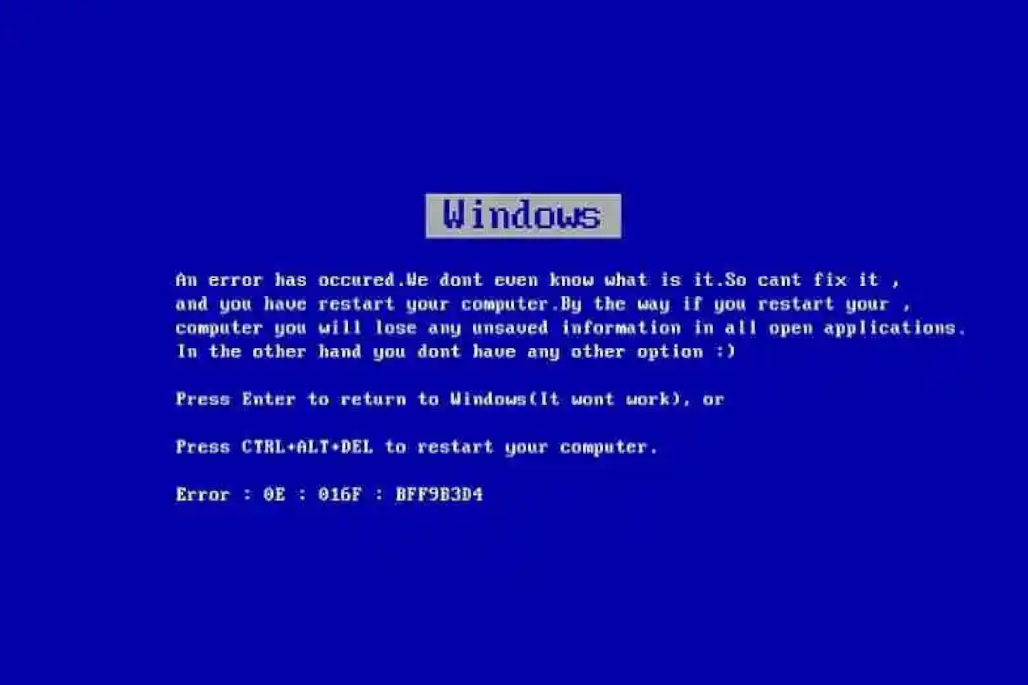 Windows
An error has occured.We dont even know what is it.So cant fix it ,
and you have restart your computer.By the way if you restart your ,
computer you will lose any unsaved information in all open applications.
In the other hand you dont have any other option :)
Press Enter to return to Windows(It wont work), or
Press CTRL+ALT+DEL to restart your computer.
Error : 0E : 016F : BFF9B3D4